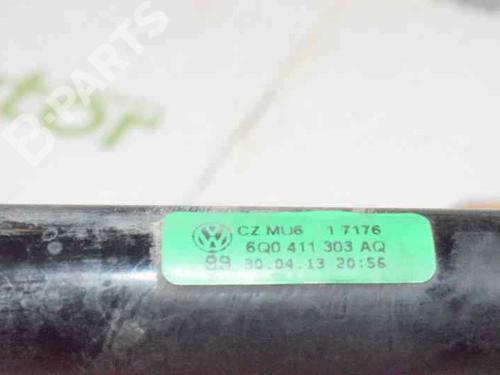 B-PARTS
CZ MU6 1 7176
6Q0 411 303 AQ
99 30.04.13 20:56